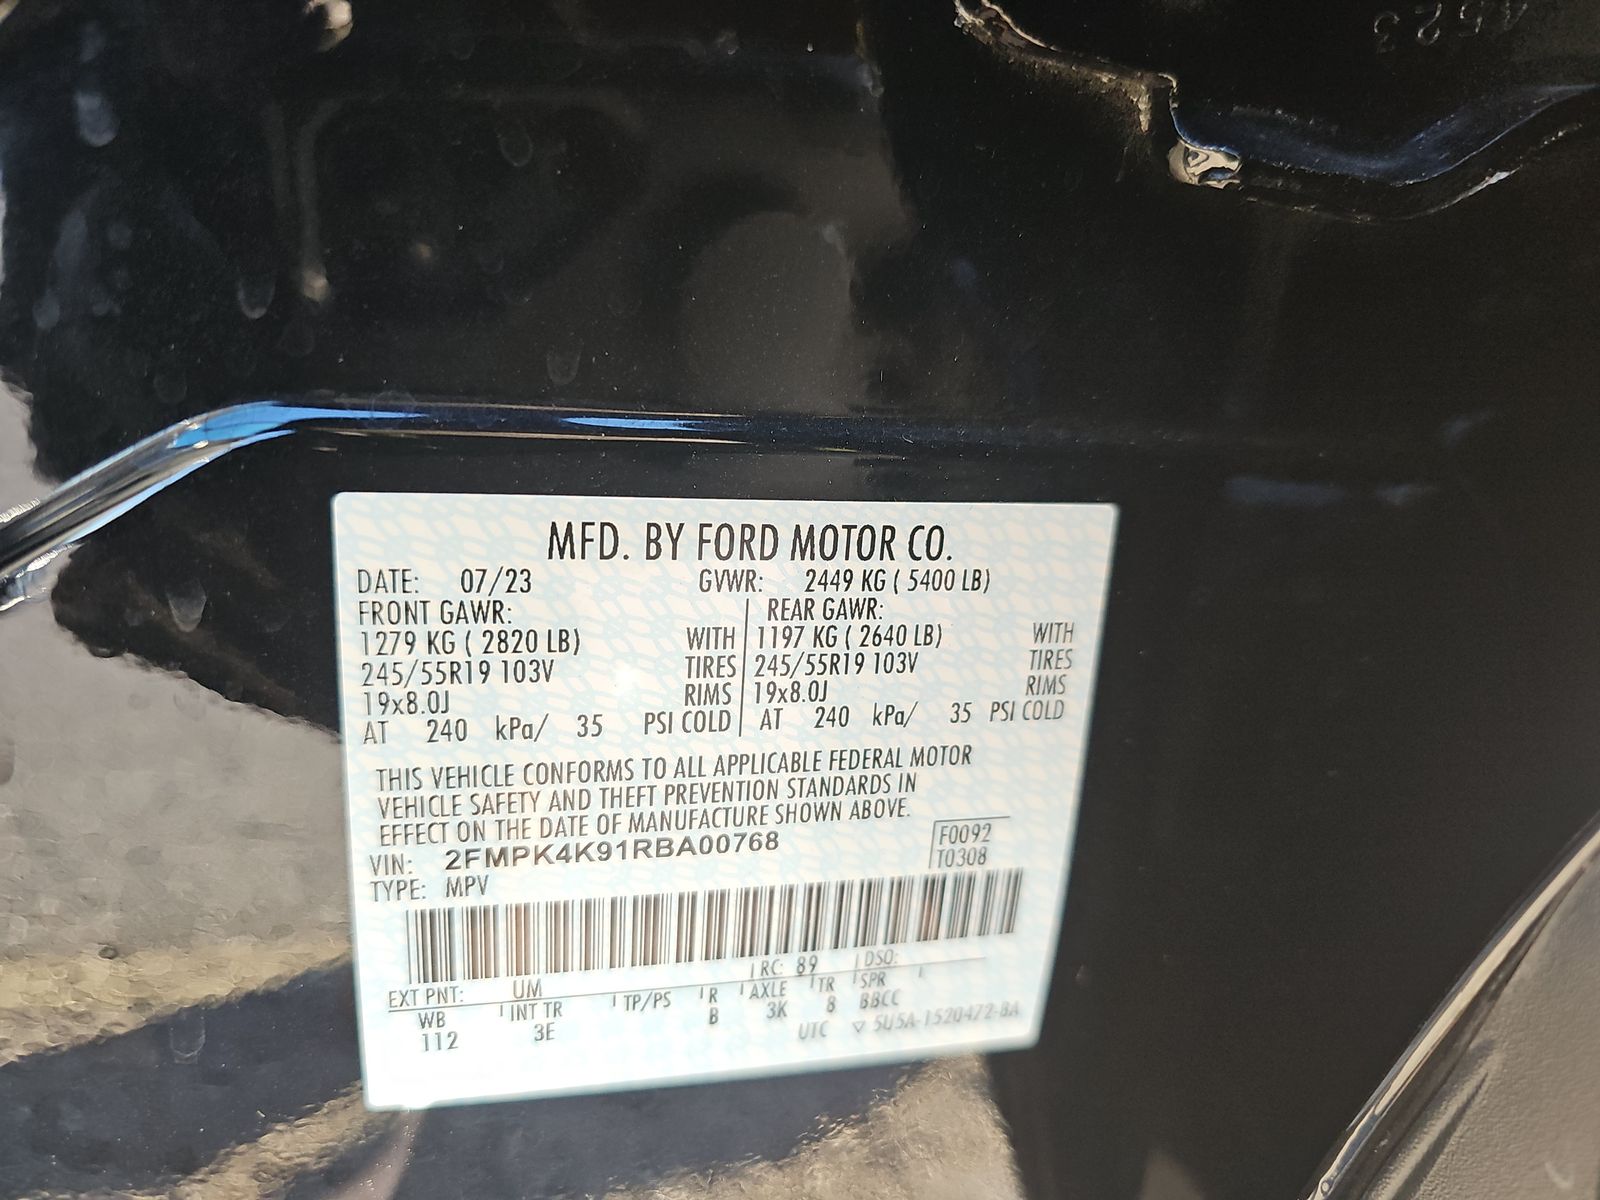 4523
MFD. BY FORD MOTOR CO.
DATE: 07/23 GVWR: 2449 KG ( 5400 LB)
FRONT GAWR: REAR GAWR:
1279 KG ( 2820 LB) WITH 1197 KG ( 2640 LB) WITH
245/55R19 103V TIRES 245/55R19 103V TIRES
19x8.0J RIMS 19x8.0J RIMS
AT 240 kPa/ 35 PSI COLD AT 240 kPa/ 35 PSI COLD
THIS VEHICLE CONFORMS TO ALL APPLICABLE FEDERAL MOTOR
VEHICLE SAFETY AND THEFT PREVENTION STANDARDS IN
EFFECT ON THE DATE OF MANUFACTURE SHOWN ABOVE.
VIN: 2FMPK4K91RBA00768 F0092
TYPE: MPV T0308
RC: 89 DSO:
EXT PNT: UM
WB INT TR TP/PS R AXLE TR SPR
112 3E B 3K 8 BBCC
UTC ▽ 5U5A-1520472-BA